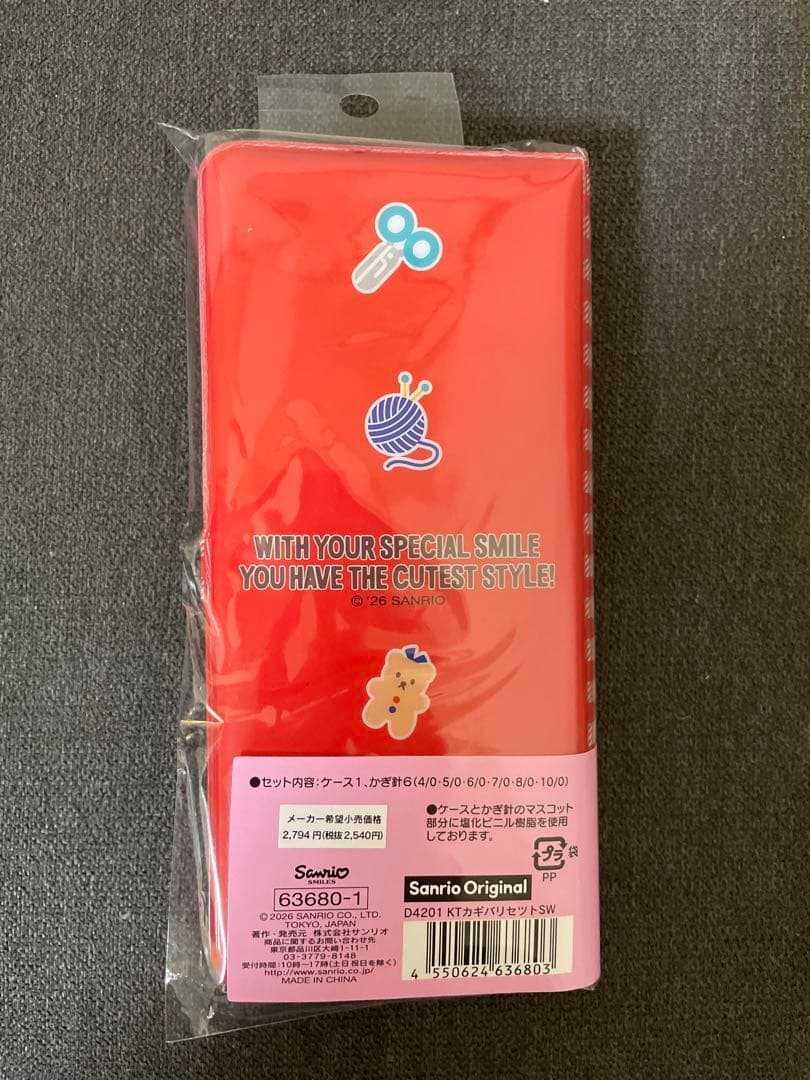 WITH YOUR SPECIAL SMILE
YOU HAVE THE CUTEST STYLE!
© '26 SANRIO
●セット内容:ケース1、かぎ針6(4/0・5/0・6/0・7/0・8/0・10/0)
メーカー希望小売価格
2,794円(税抜2,540円)
●ケースとかぎ針のマスコット
部分に塩化ビニル樹脂を使用
しております。
プラ
袋
PP
Sanrio
SMILES
63680-1
© 2026 SANRIO CO., LTD.
TOKYO, JAPAN
著作・発売元 株式会社サンリオ
商品に関するお問い合わせ先
東京都品川区大崎1-11-1
03-3779-8148
受付時間:10時〜17時(土日祝日を除く)
http://www.sanrio.co.jp/
MADE IN CHINA
Sanrio Original
D4201 KTカギバリセットSW
4 550624 636803